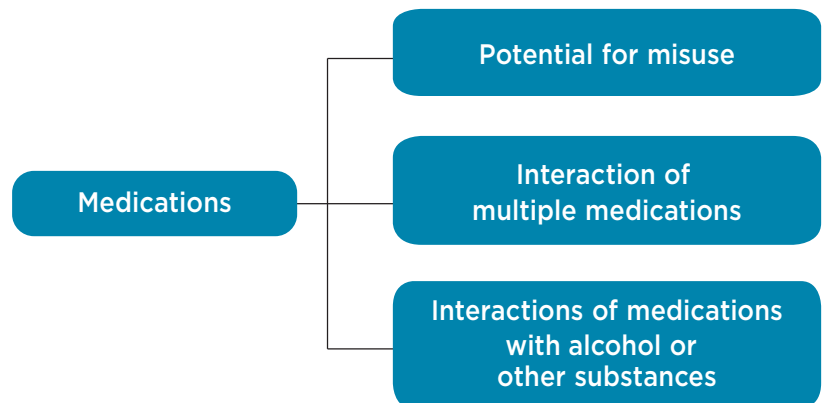 Potential for misuse
Medications
Interaction of
multiple medications
Interactions of medications
with alcohol or
other substances